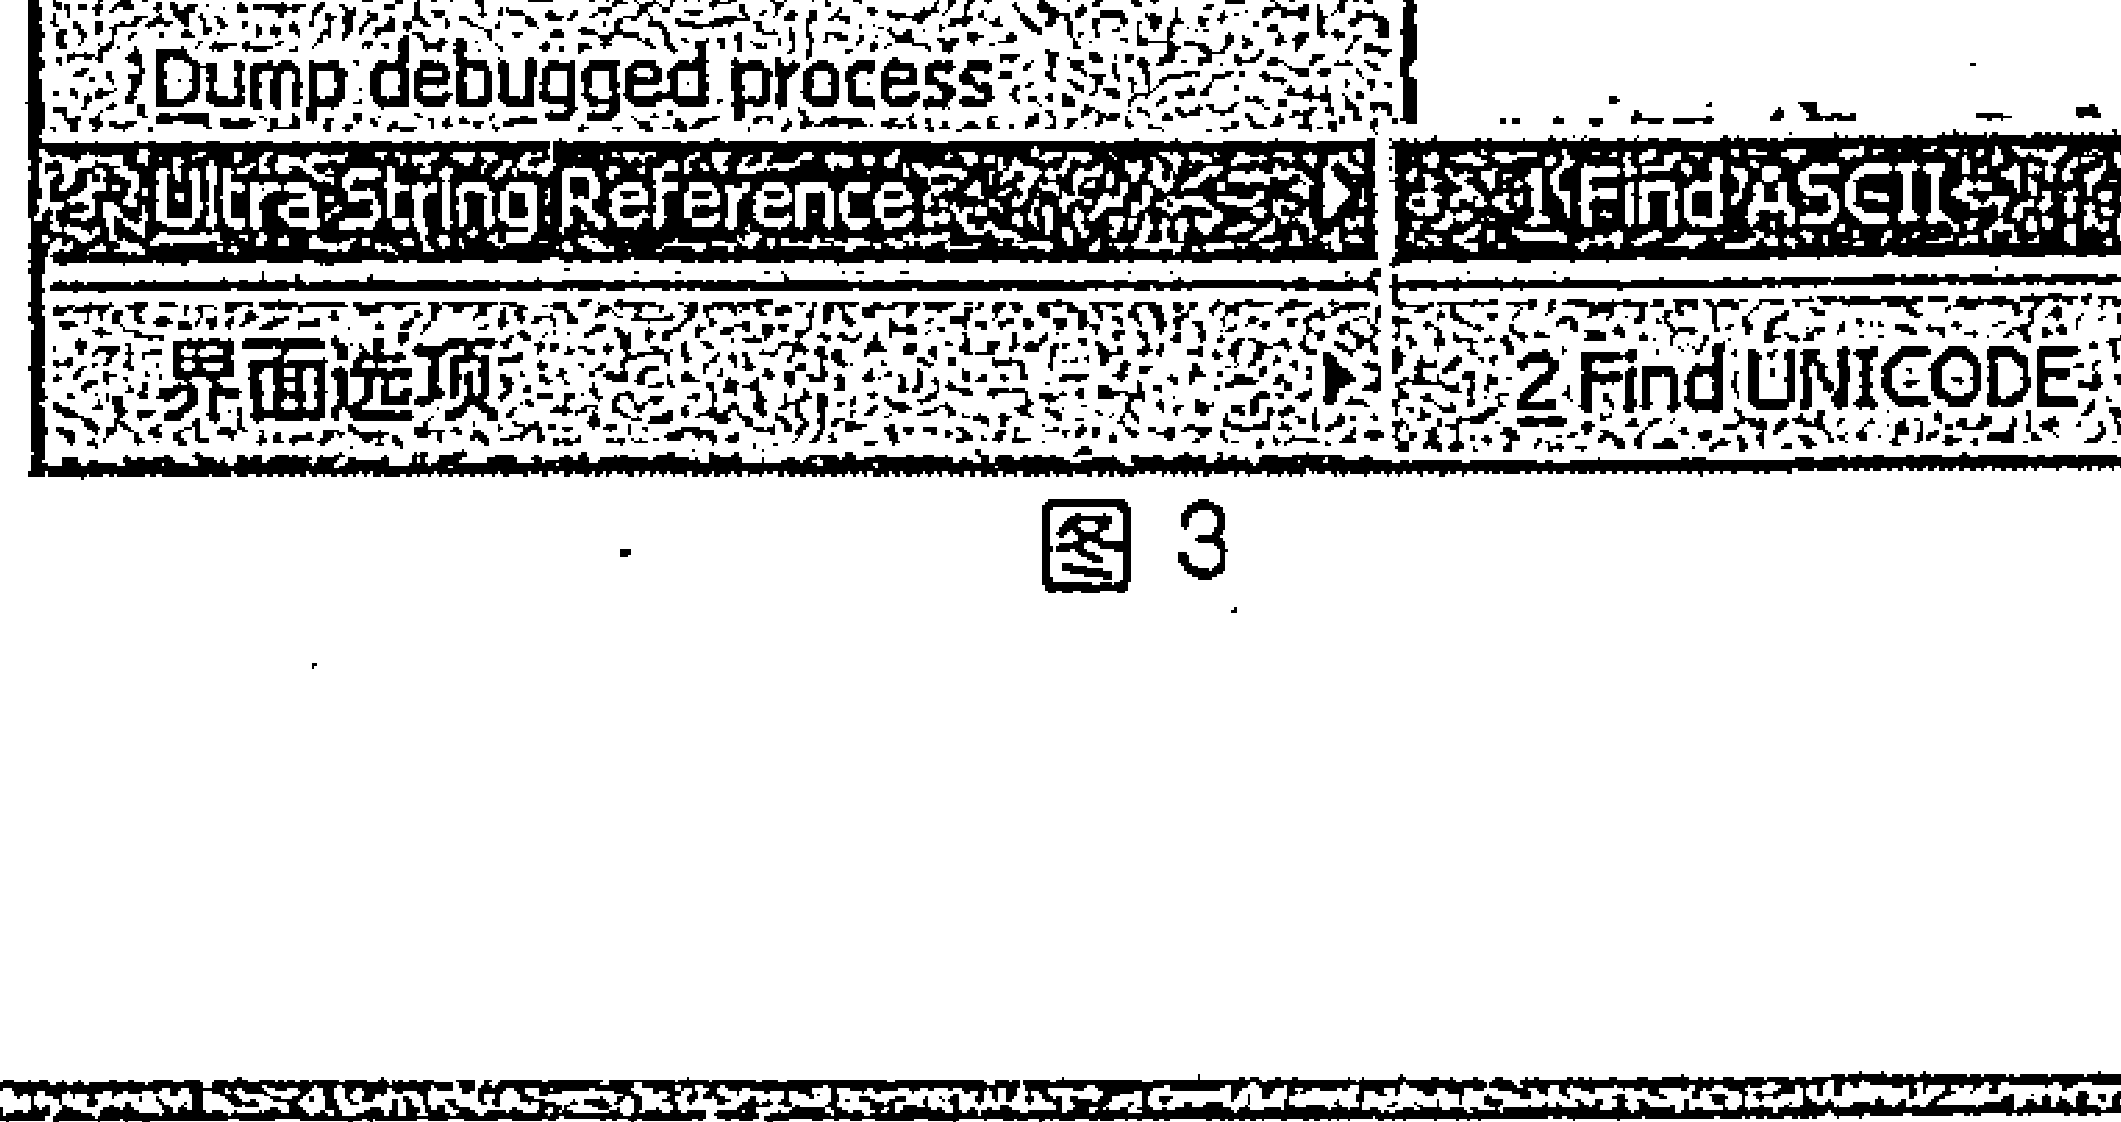 Dump debugged process
Ultra String Reference
1 Find ASCII
界面选项
2 Find UNICODE
图 3